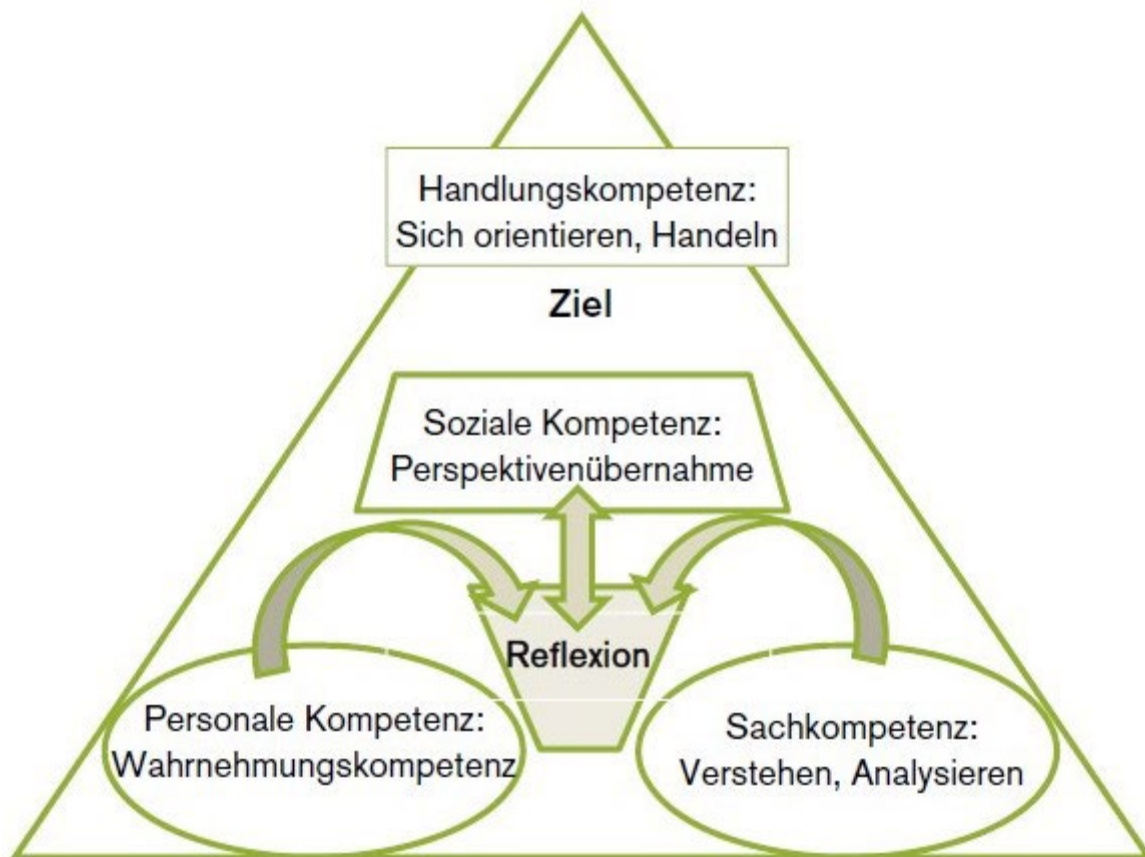 Handlungskompetenz:
Sich orientieren, Handeln
Ziel
Soziale Kompetenz:
Perspektivenübernahme
Reflexion
Personale Kompetenz:
Wahrnehmungskompetenz
Sachkompetenz:
Verstehen, Analysieren